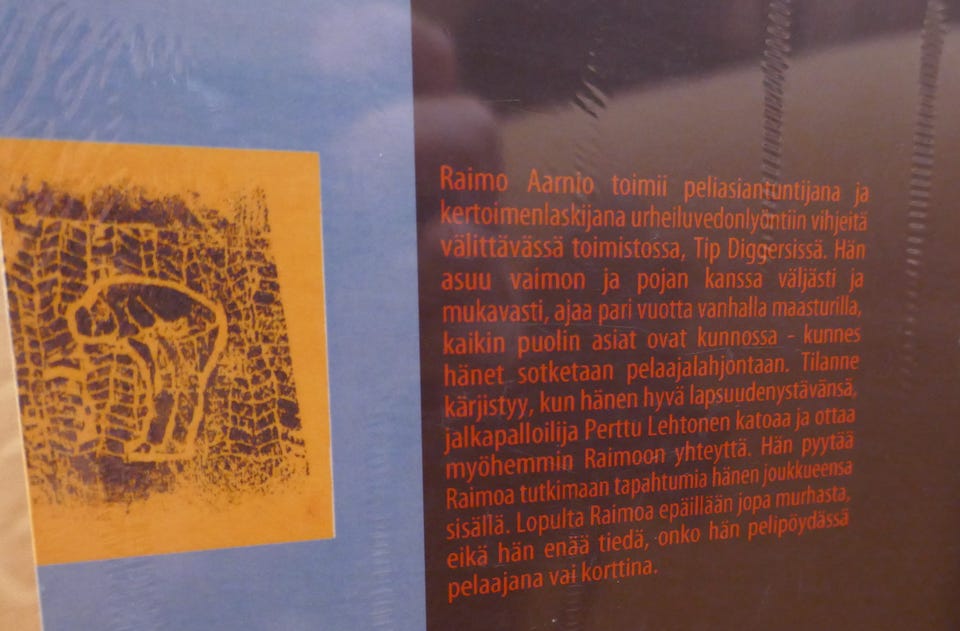 Raimo Aarnio toimii peliasiantuntijana ja
kertoimenlaskijana urheiluvedonlyöntiin vihjeitä
välittävässä toimistossa, Tip Diggersissä. Hän
asuu vaimon ja pojan kanssa väljästi ja
mukavasti, ajaa pari vuotta vanhalla maasturilla,
kaikin puolin asiat ovat kunnossa - kunnes
hänet sotketaan pelaajalahjontaan. Tilanne
kärjistyy, kun hänen hyvä lapsuudenystävänsä,
jalkapalloilija Perttu Lehtonen katoaa ja ottaa
myöhemmin Raimoon yhteyttä. Hän pyytää
Raimoa tutkimaan tapahtumia hänen joukkueensa
sisällä. Lopulta Raimoa epäillään jopa murhasta,
eikä hän enää tiedä, onko hän pelipöydässä
pelaajana vai korttina.